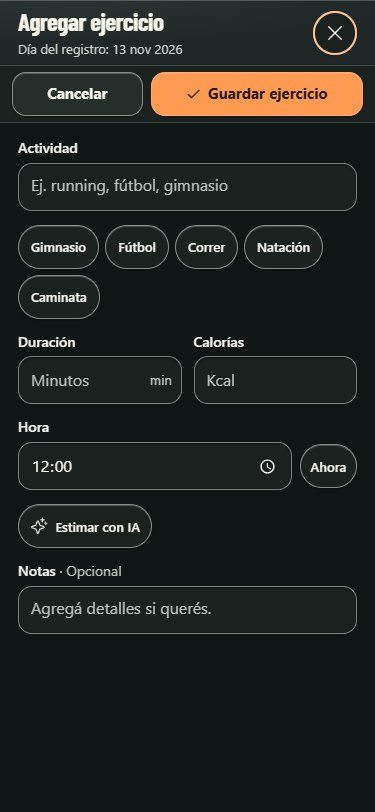 Agregar ejercicio
Día del registro: 13 nov 2026
Cancelar
Guardar ejercicio
Actividad
Ej. running, fútbol, gimnasio
Gimnasio
Fútbol
Correr
Natación
Caminata
Duración
Calorías
Minutos
min
Kcal
Hora
12:00
Ahora
Estimar con IA
Notas · Opcional
Agregá detalles si querés.